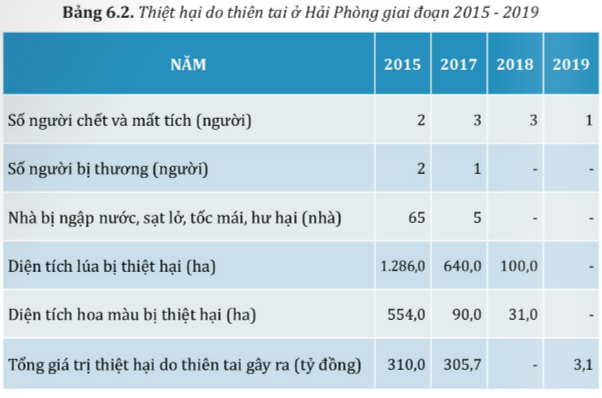 Bảng 6.2. Thiệt hại do thiên tai ở Hải Phòng giai đoạn 2015 - 2019
NĂM 2015 2017 2018 2019
Số người chết và mất tích (người) 2 3 3 1
Số người bị thương (người) 2 1 - -
Nhà bị ngập nước, sạt lở, tốc mái, hư hại (nhà) 65 5 - -
Diện tích lúa bị thiệt hại (ha) 1.286,0 640,0 100,0 -
Diện tích hoa màu bị thiệt hại (ha) 554,0 90,0 31,0 -
Tổng giá trị thiệt hại do thiên tai gây ra (tỷ đồng) 310,0 305,7 - 3,1